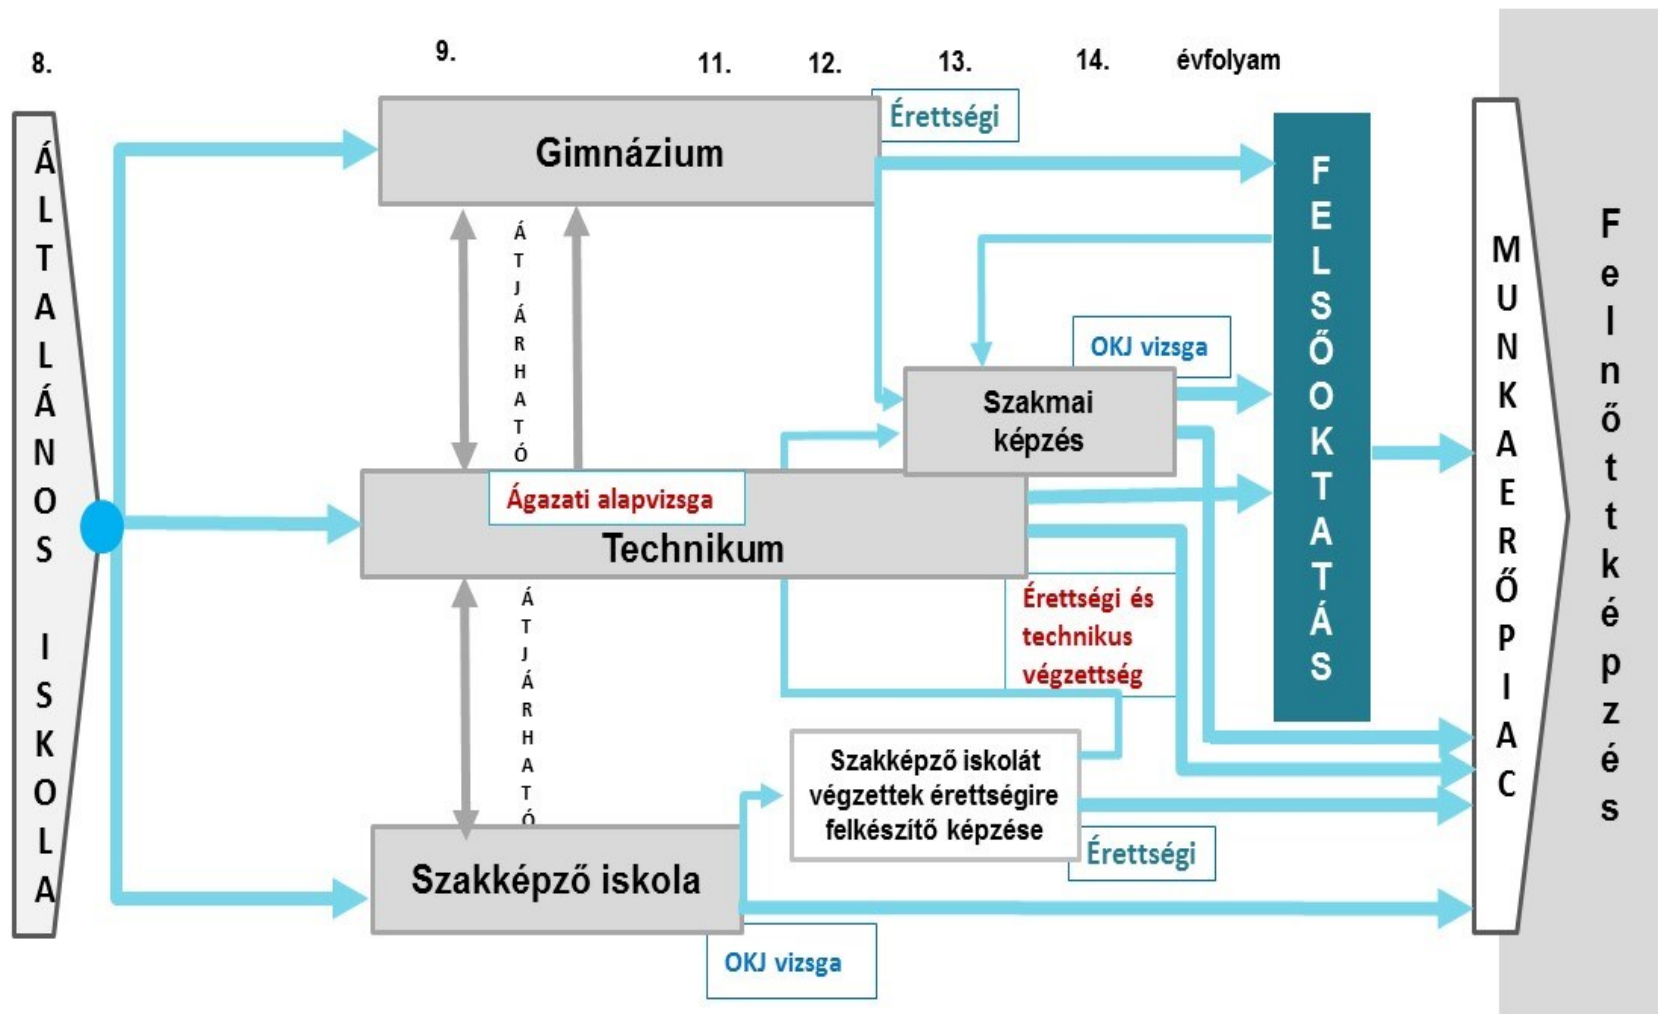 8.
9.
11.
12.
13.
14.
évfolyam
ÁLTALÁNOS ISKOLA
Gimnázium
Érettségi
ÁTJÁRHATÓ
OKJ vizsga
Szakmai
képzés
Ágazati alapvizsga
Technikum
ÁTJÁRHATÓ
Érettségi és
technikus
végzettség
Szakképző iskolát
végzettek érettségire
felkészítő képzése
Érettségi
Szakképző iskola
OKJ vizsga
FELSŐOKTATÁS
MUNKAERŐPIAC
Felnőttképzés